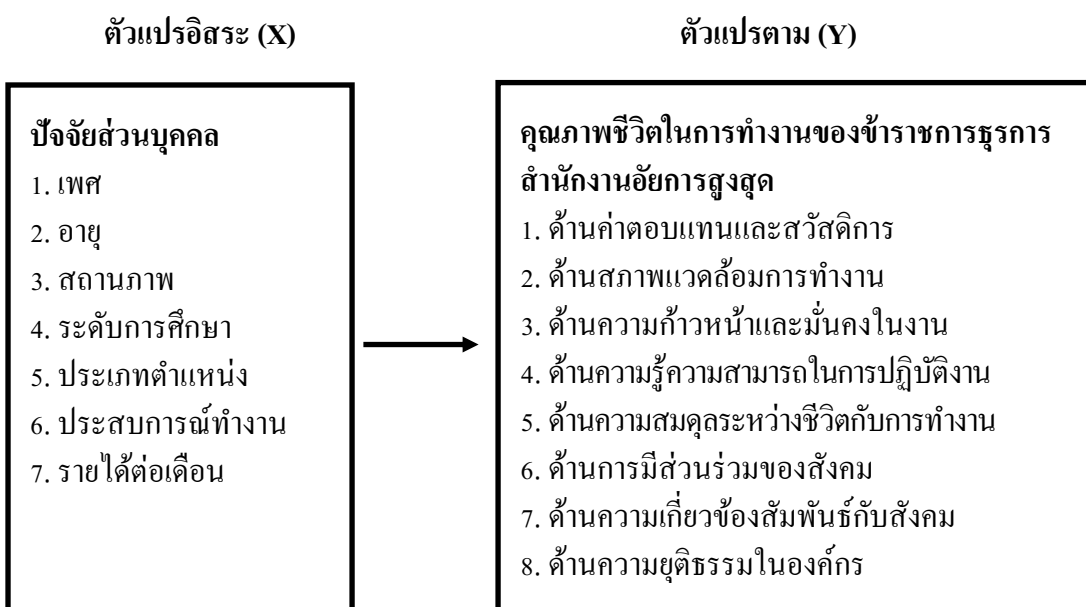 ตัวแปรอิสระ (X)
ตัวแปรตาม (Y)
ปัจจัยส่วนบุคคล
1. เพศ
2. อายุ
3. สถานภาพ
4. ระดับการศึกษา
5. ประเภทตำแหน่ง
6. ประสบการณ์ทำงาน
7. รายได้ต่อเดือน
คุณภาพชีวิตในการทำงานของข้าราชการธุรการ
สำนักงานอัยการสูงสุด
1. ด้านค่าตอบแทนและสวัสดิการ
2. ด้านสภาพแวดล้อมการทำงาน
3. ด้านความก้าวหน้าและมั่นคงในงาน
4. ด้านความรู้ความสามารถในการปฏิบัติงาน
5. ด้านความสมดุลระหว่างชีวิตกับการทำงาน
6. ด้านการมีส่วนร่วมของสังคม
7. ด้านความเกี่ยวข้องสัมพันธ์กับสังคม
8. ด้านความยุติธรรมในองค์กร